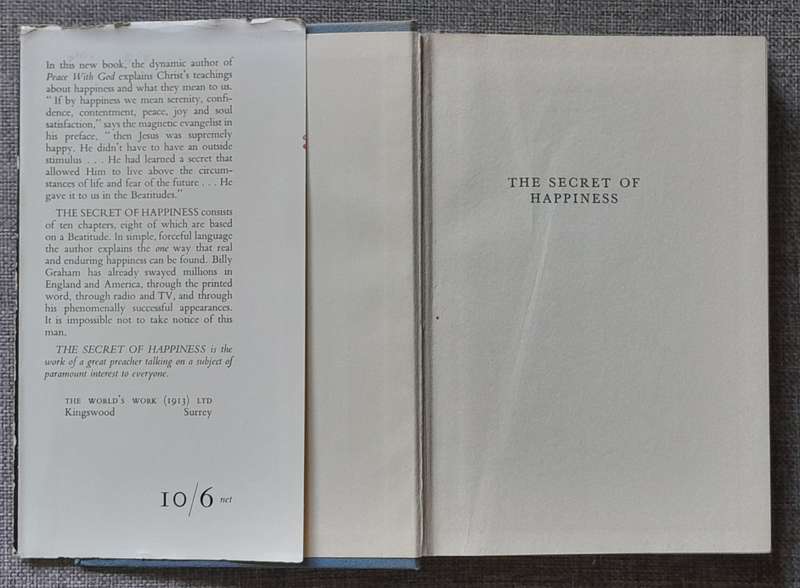 In this new book, the dynamic author of
Peace With God explains Christ's teachings
about happiness and what they mean to us.
“ If by happiness we mean serenity, confi-
dence, contentment, peace, joy and soul
satisfaction,” says the magnetic evangelist in
his preface, “ then Jesus was supremely
happy. He didn't have to have an outside
stimulus . . . He had learned a secret that
allowed Him to live above the circum-
stances of life and fear of the future . . . He
gave it to us in the Beatitudes.”
THE SECRET OF HAPPINESS consists
of ten chapters, eight of which are based
on a Beatitude. In simple, forceful language
the author explains the one way that real
and enduring happiness can be found. Billy
Graham has already swayed millions in
England and America, through the printed
word, through radio and TV, and through
his phenomenally successful appearances.
It is impossible not to take notice of this
man.
THE SECRET OF HAPPINESS is the
work of a great preacher talking on a subject of
paramount interest to everyone.
THE WORLD'S WORK (1913) LTD
Kingswood Surrey
10/6 net
THE SECRET OF
HAPPINESS